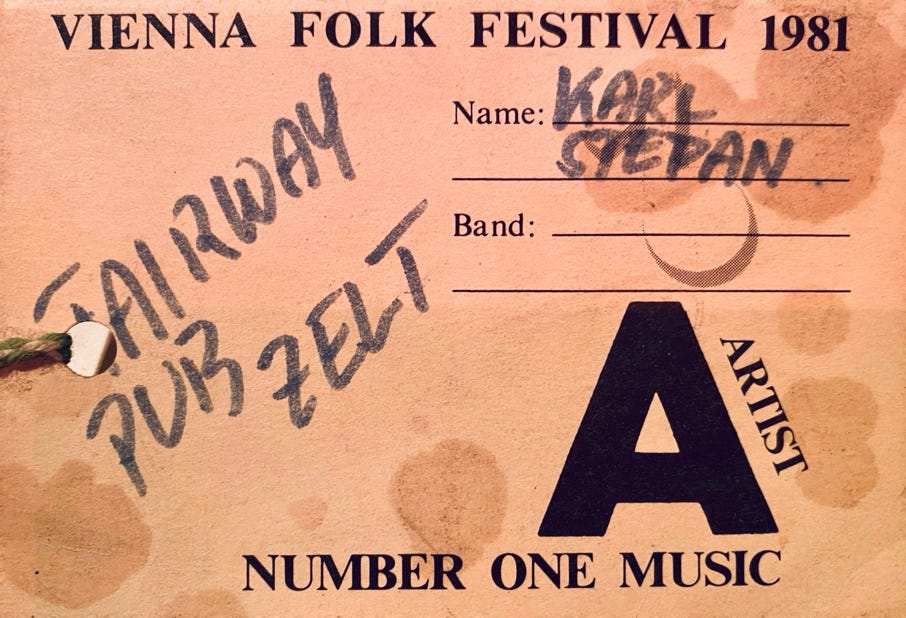 VIENNA FOLK FESTIVAL 1981
FAIRWAY
PUB ZELT
Name: KARL
STEPAN
Band:
A
ARTIST
NUMBER ONE MUSIC